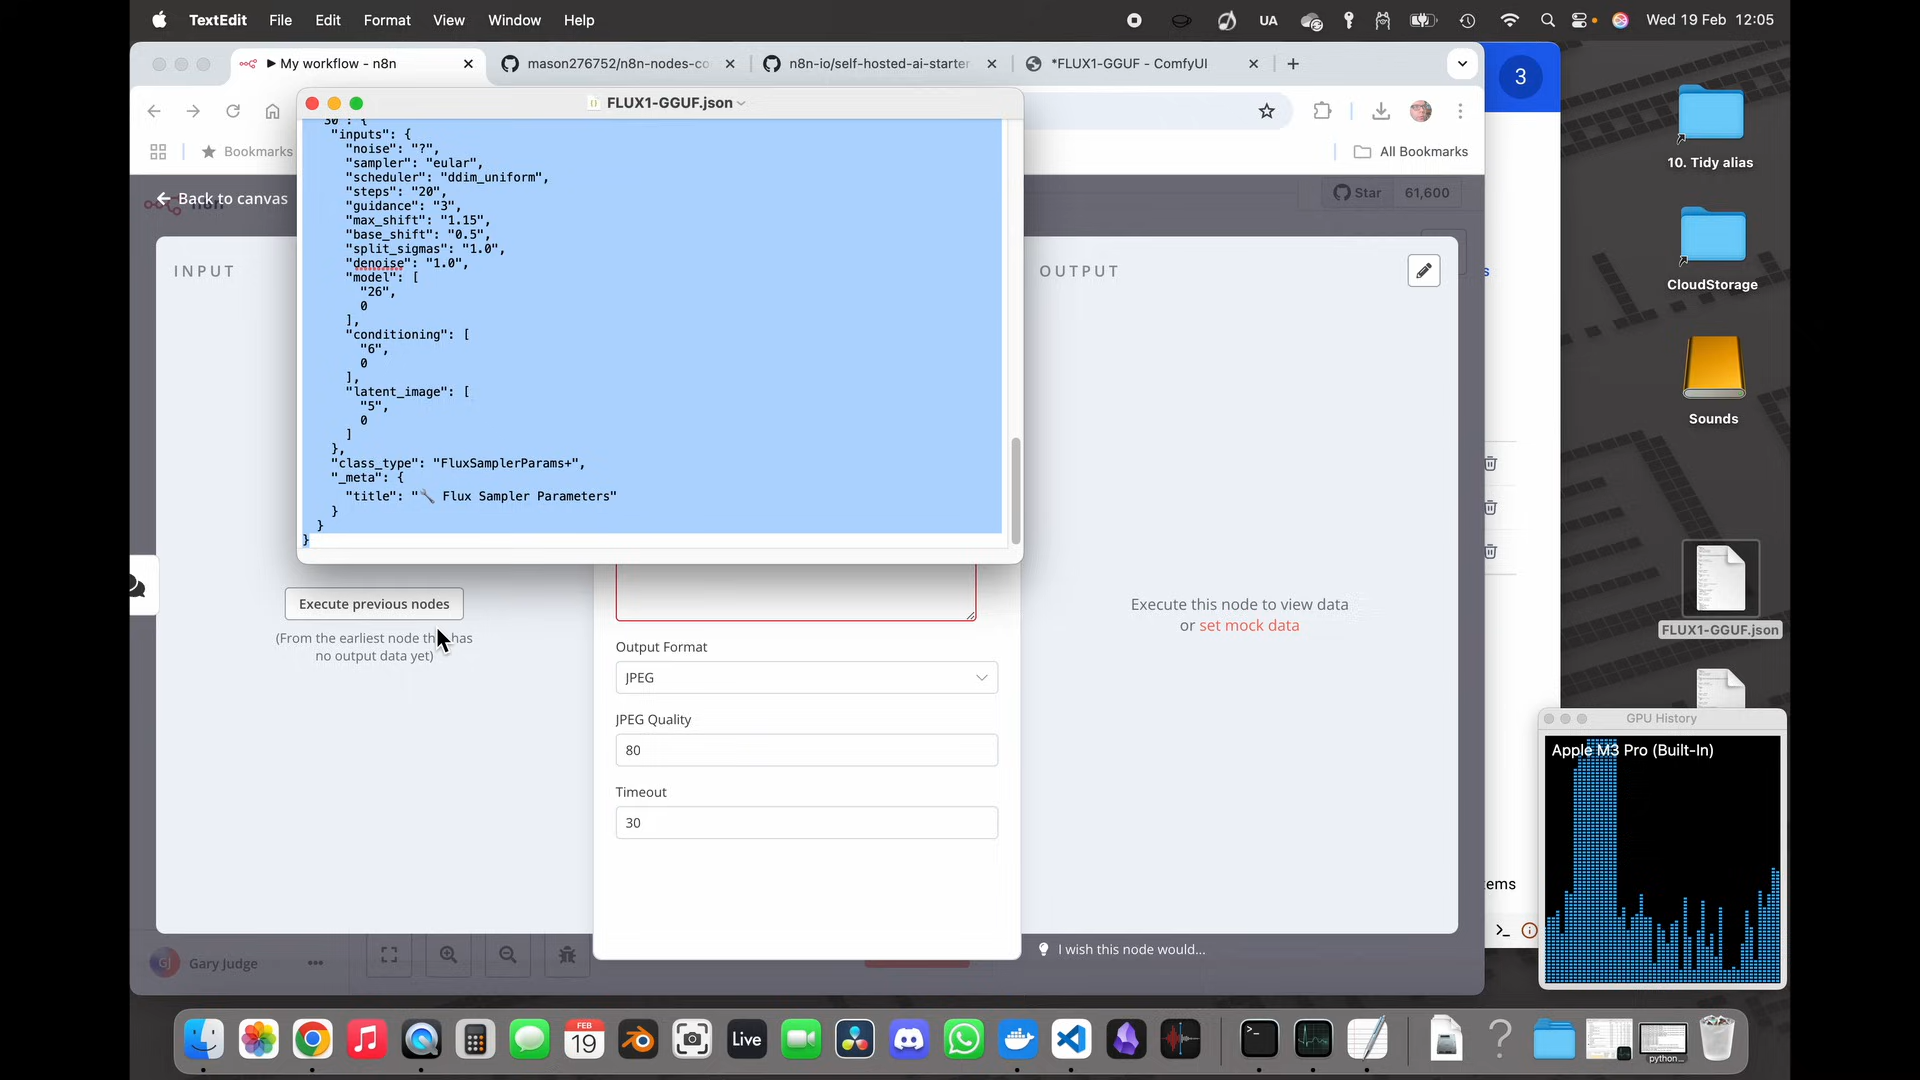 TextEdit File Edit Format View Window Help UA Wed 19 Feb 12:05
My workflow - n8n
mason276752/n8n-nodes-co
n8n-io/self-hosted-ai-starter
*FLUX1-GGUF - ComfyUI
3
FLUX1-GGUF.json
Bookmarks
All Bookmarks
Back to canvas
Star 61,600
30": {
"inputs": {
"noise": "?",
"sampler": "eular",
"scheduler": "ddim_uniform",
"steps": "20",
"guidance": "3",
"max_shift": "1.15",
"base_shift": "0.5",
"split_sigmas": "1.0",
"denoise": "1.0",
"model": [
"26",
0
],
"conditioning": [
"6",
0
],
"latent_image": [
"5",
0
]
},
"class_type": "FluxSamplerParams+",
"_meta": {
"title": "🔧 Flux Sampler Parameters"
}
}
}
INPUT
Execute previous nodes
(From the earliest node th has
no output data yet)
Output Format
JPEG
JPEG Quality
80
Timeout
30
OUTPUT
Execute this node to view data
or set mock data
I wish this node would...
Gary Judge
GJ
s
ems
10. Tidy alias
CloudStorage
Sounds
FLUX1-GGUF.json
GPU History
Apple M3 Pro (Built-In)
FEB
19
Live
python...